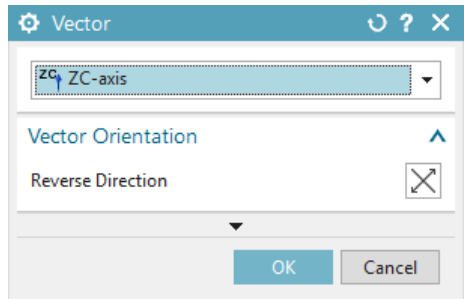 Vector
ZC ZC-axis
Vector Orientation
Reverse Direction
OK Cancel